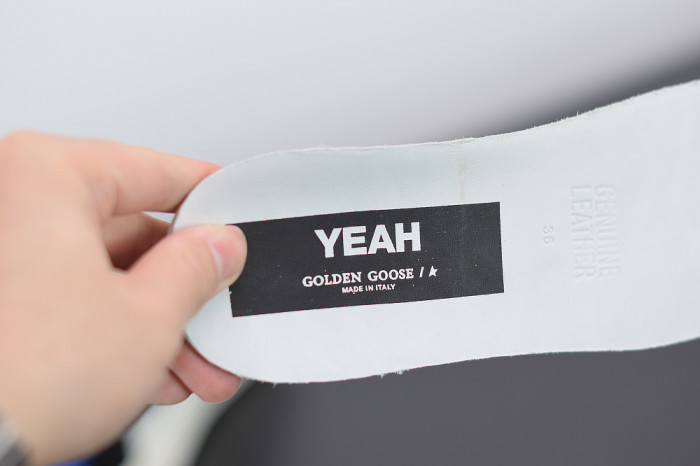 YEAH
GOLDEN GOOSE /
MADE IN ITALY
36
GENUINE
LEATHER